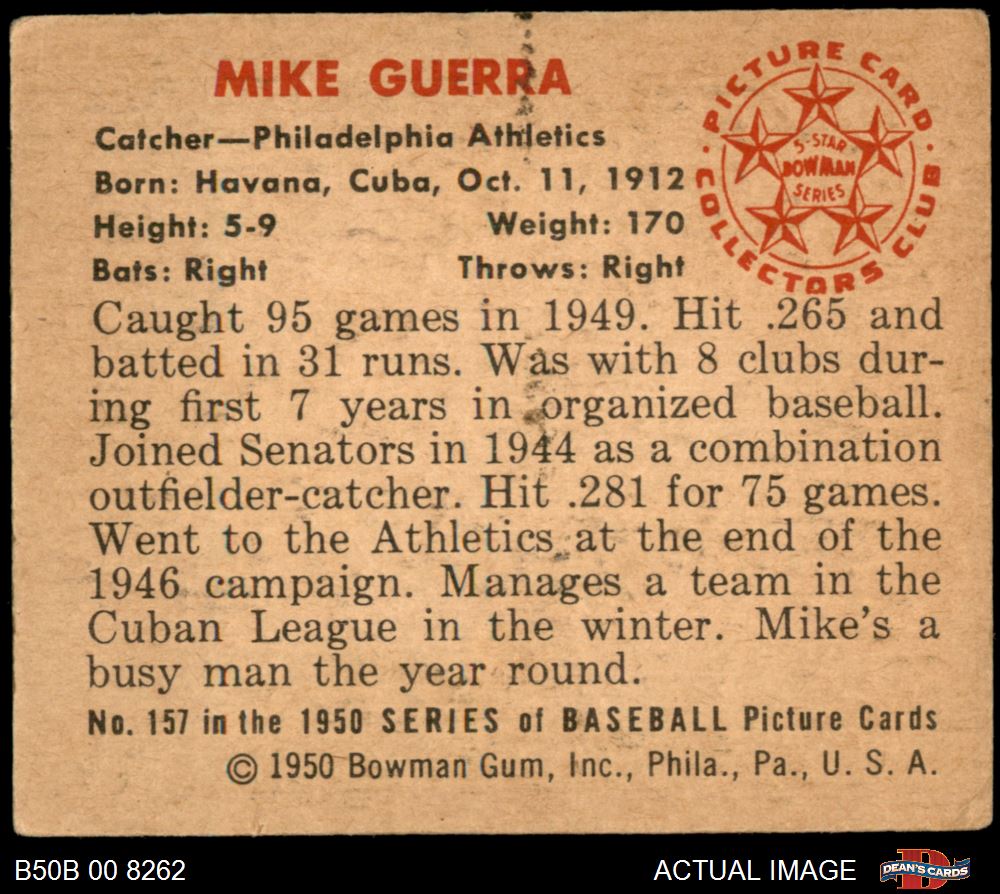 MIKE GUERRA
Catcher—Philadelphia Athletics
Born: Havana, Cuba, Oct. 11, 1912
Height: 5-9 Weight: 170
Bats: Right Throws: Right
PICTURE CARD
COLLECTORS CLUB
5-STAR
BOWMAN
SERIES
Caught 95 games in 1949. Hit .265 and
batted in 31 runs. Was with 8 clubs dur-
ing first 7 years in organized baseball.
Joined Senators in 1944 as a combination
outfielder-catcher. Hit .281 for 75 games.
Went to the Athletics at the end of the
1946 campaign. Manages a team in the
Cuban League in the winter. Mike's a
busy man the year round.
No. 157 in the 1950 SERIES of BASEBALL Picture Cards
© 1950 Bowman Gum, Inc., Phila., Pa., U. S. A.
B50B 00 8262 ACTUAL IMAGE
D
DEAN'S CARDS